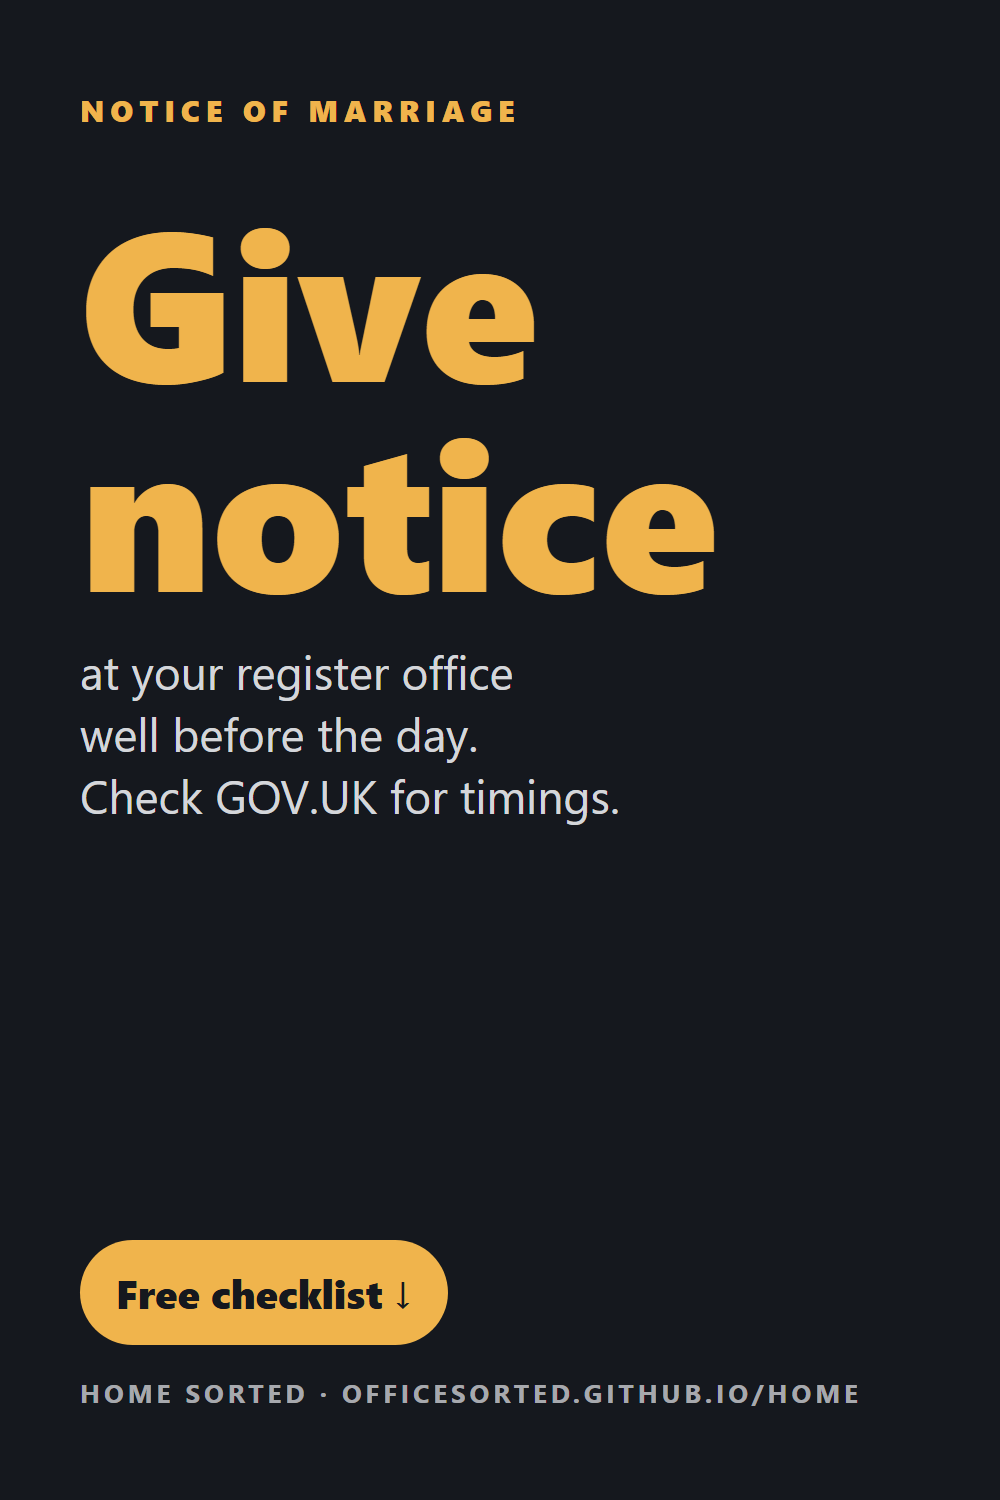 NOTICE OF MARRIAGE
Give
notice
at your register office
well before the day.
Check GOV.UK for timings.
Free checklist ↓
HOME SORTED · OFFICESORTED.GITHUB.IO/HOME